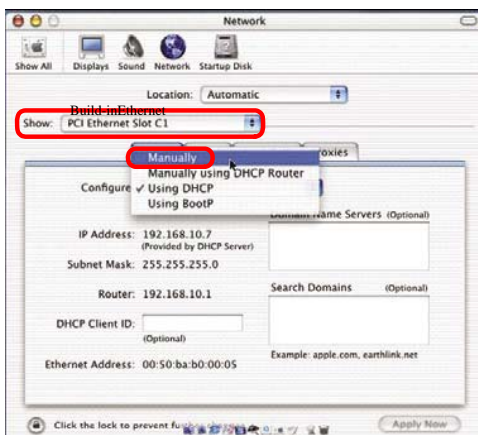 Network
Show All Displays Sound Network Startup Disk
Location: Automatic
Build-inEthernet
Show: PCI Ethernet Slot C1
oxies
Manually
Manually using DHCP Router
Configure ✓ Using DHCP
Using BootP
Domain Name Servers (Optional)
IP Address: 192.168.10.7
(Provided by DHCP Server)
Subnet Mask: 255.255.255.0
Router: 192.168.10.1
Search Domains (Optional)
DHCP Client ID:
(Optional)
Example: apple.com, earthlink.net
Ethernet Address: 00:50:ba:b0:00:05
Click the lock to prevent
Apply Now